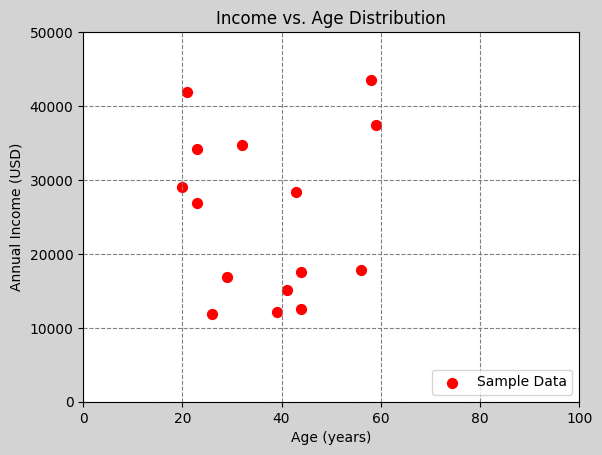 Income vs. Age Distribution
50000
40000
30000
20000
10000
0
Annual Income (USD)
Sample Data
0 20 40 60 80 100
Age (years)